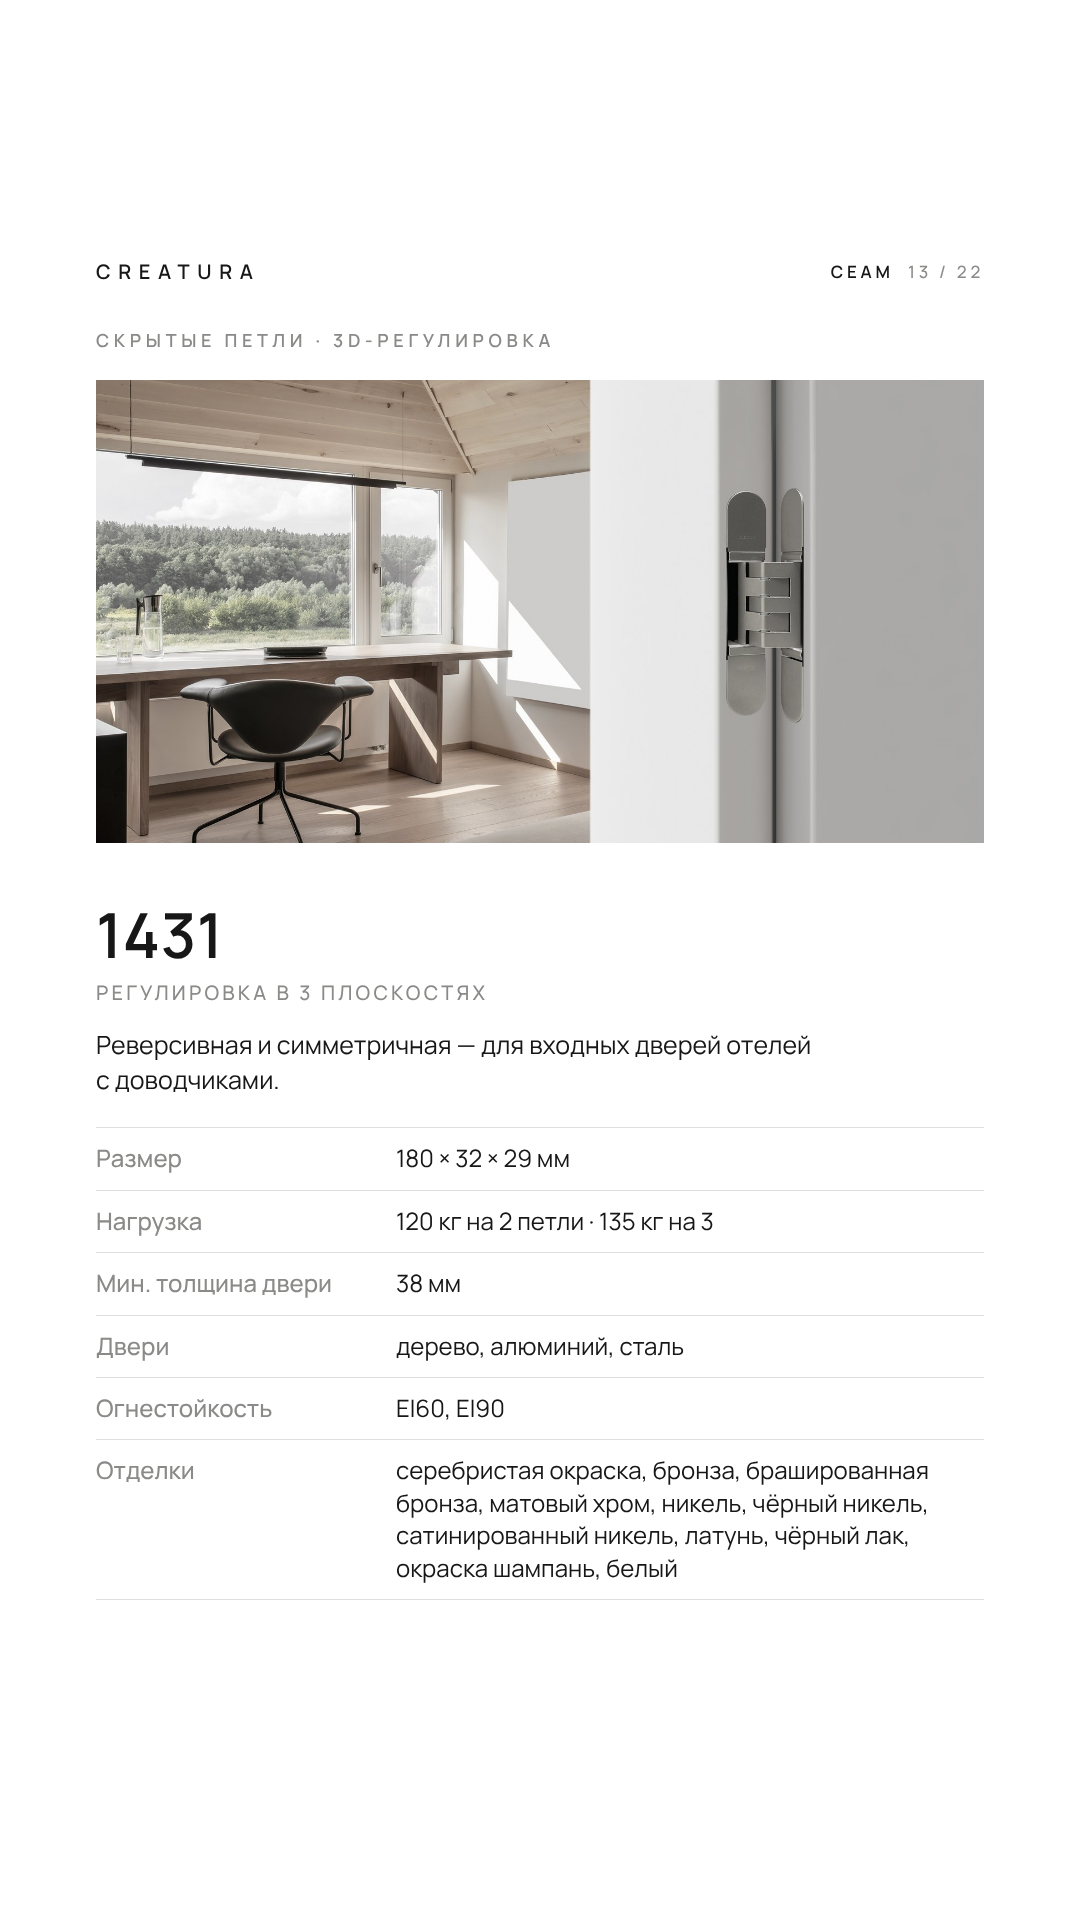 CREATURA
CEAM 13 / 22
СКРЫТЫЕ ПЕТЛИ · 3D-РЕГУЛИРОВКА
1431
РЕГУЛИРОВКА В 3 ПЛОСКОСТЯХ
Реверсивная и симметричная — для входных дверей отелей
с доводчиками.
Размер 180 × 32 × 29 мм
Нагрузка 120 кг на 2 петли · 135 кг на 3
Мин. толщина двери 38 мм
Двери дерево, алюминий, сталь
Огнестойкость EI60, EI90
Отделки серебристая окраска, бронза, брашированная
бронза, матовый хром, никель, чёрный никель,
сатинированный никель, латунь, чёрный лак,
окраска шампань, белый